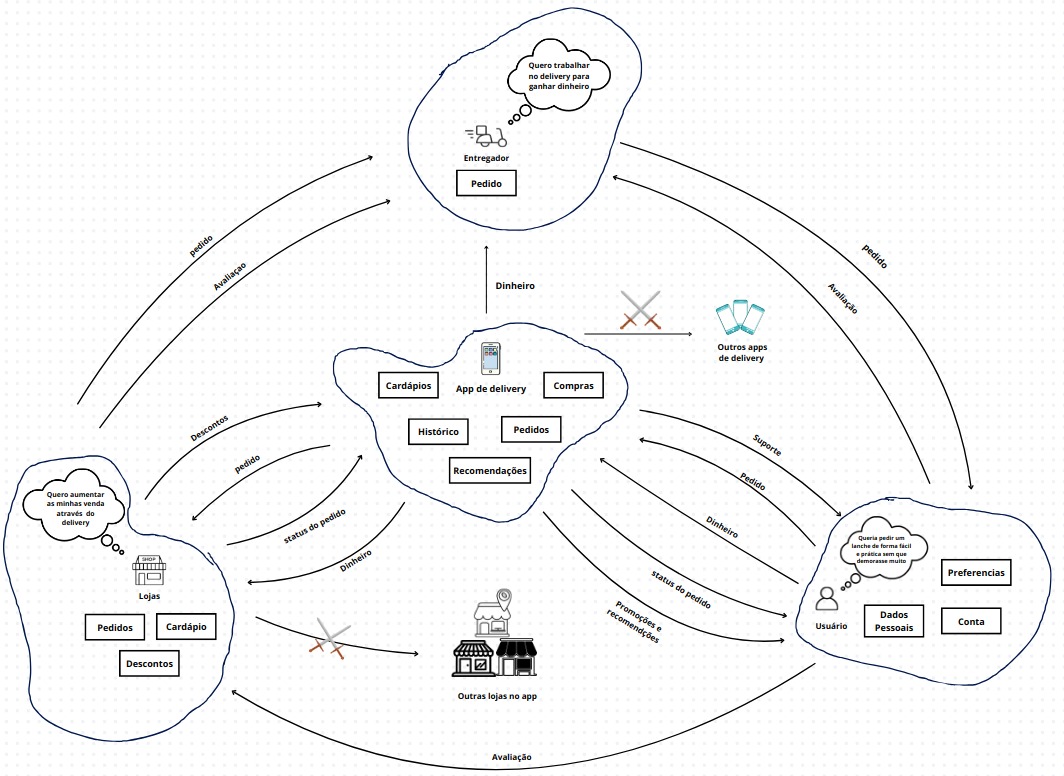 Quero trabalhar
no delivery para
ganhar dinheiro
Entregador
Pedido
pedido
Avaliaçao
pedido
Avaliação
Dinheiro
Outros apps
de delivery
App de delivery
Cardápios
Compras
Histórico
Pedidos
Recomendações
Descontos
pedido
status do pedido
Dinheiro
Suporte
Pedido
Dinheiro
status do pedido
Promoções e
recomendções
Quero aumentar
as minhas venda
através do
delivery
SHOP
Lojas
Pedidos
Cardápio
Descontos
Outras lojas no app
Queria pedir um
lanche de forma fácil
e prática sem que
demorasse muito
Usuário
Preferencias
Dados
Pessoais
Conta
Avaliação